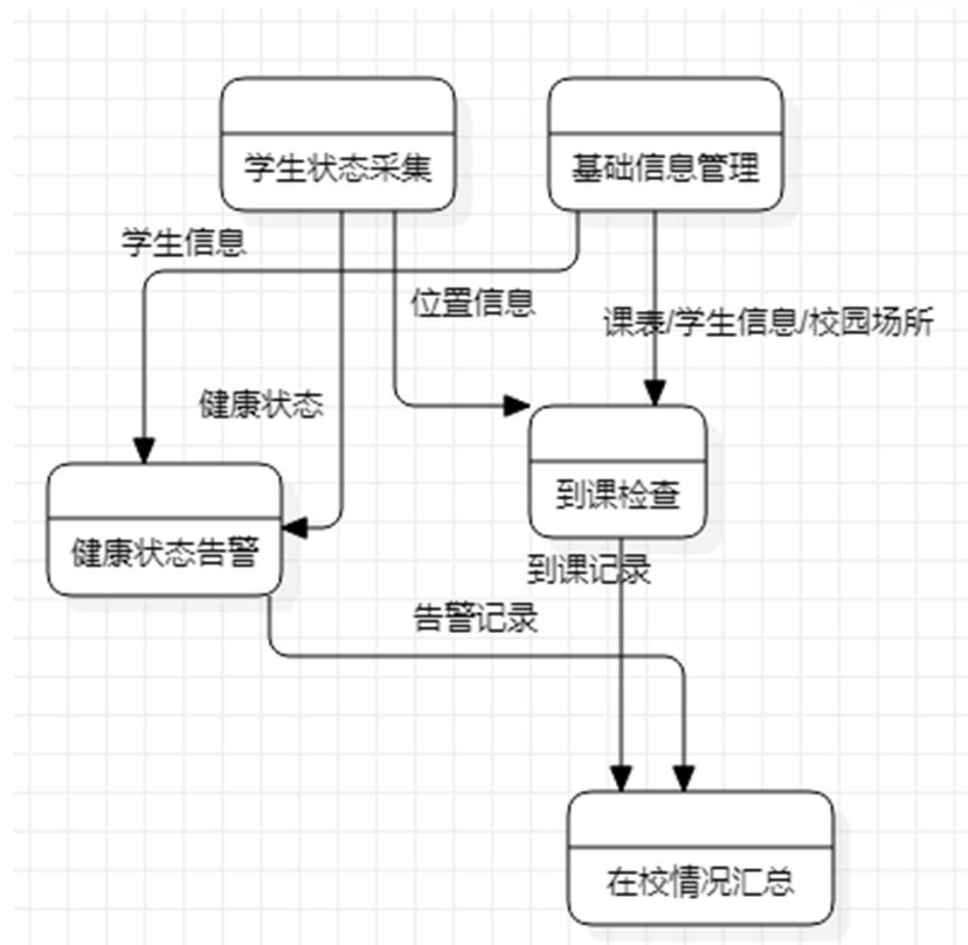 学生状态采集
基础信息管理
学生信息
位置信息
课表/学生信息/校园场所
健康状态
到课检查
健康状态告警
到课记录
告警记录
在校情况汇总